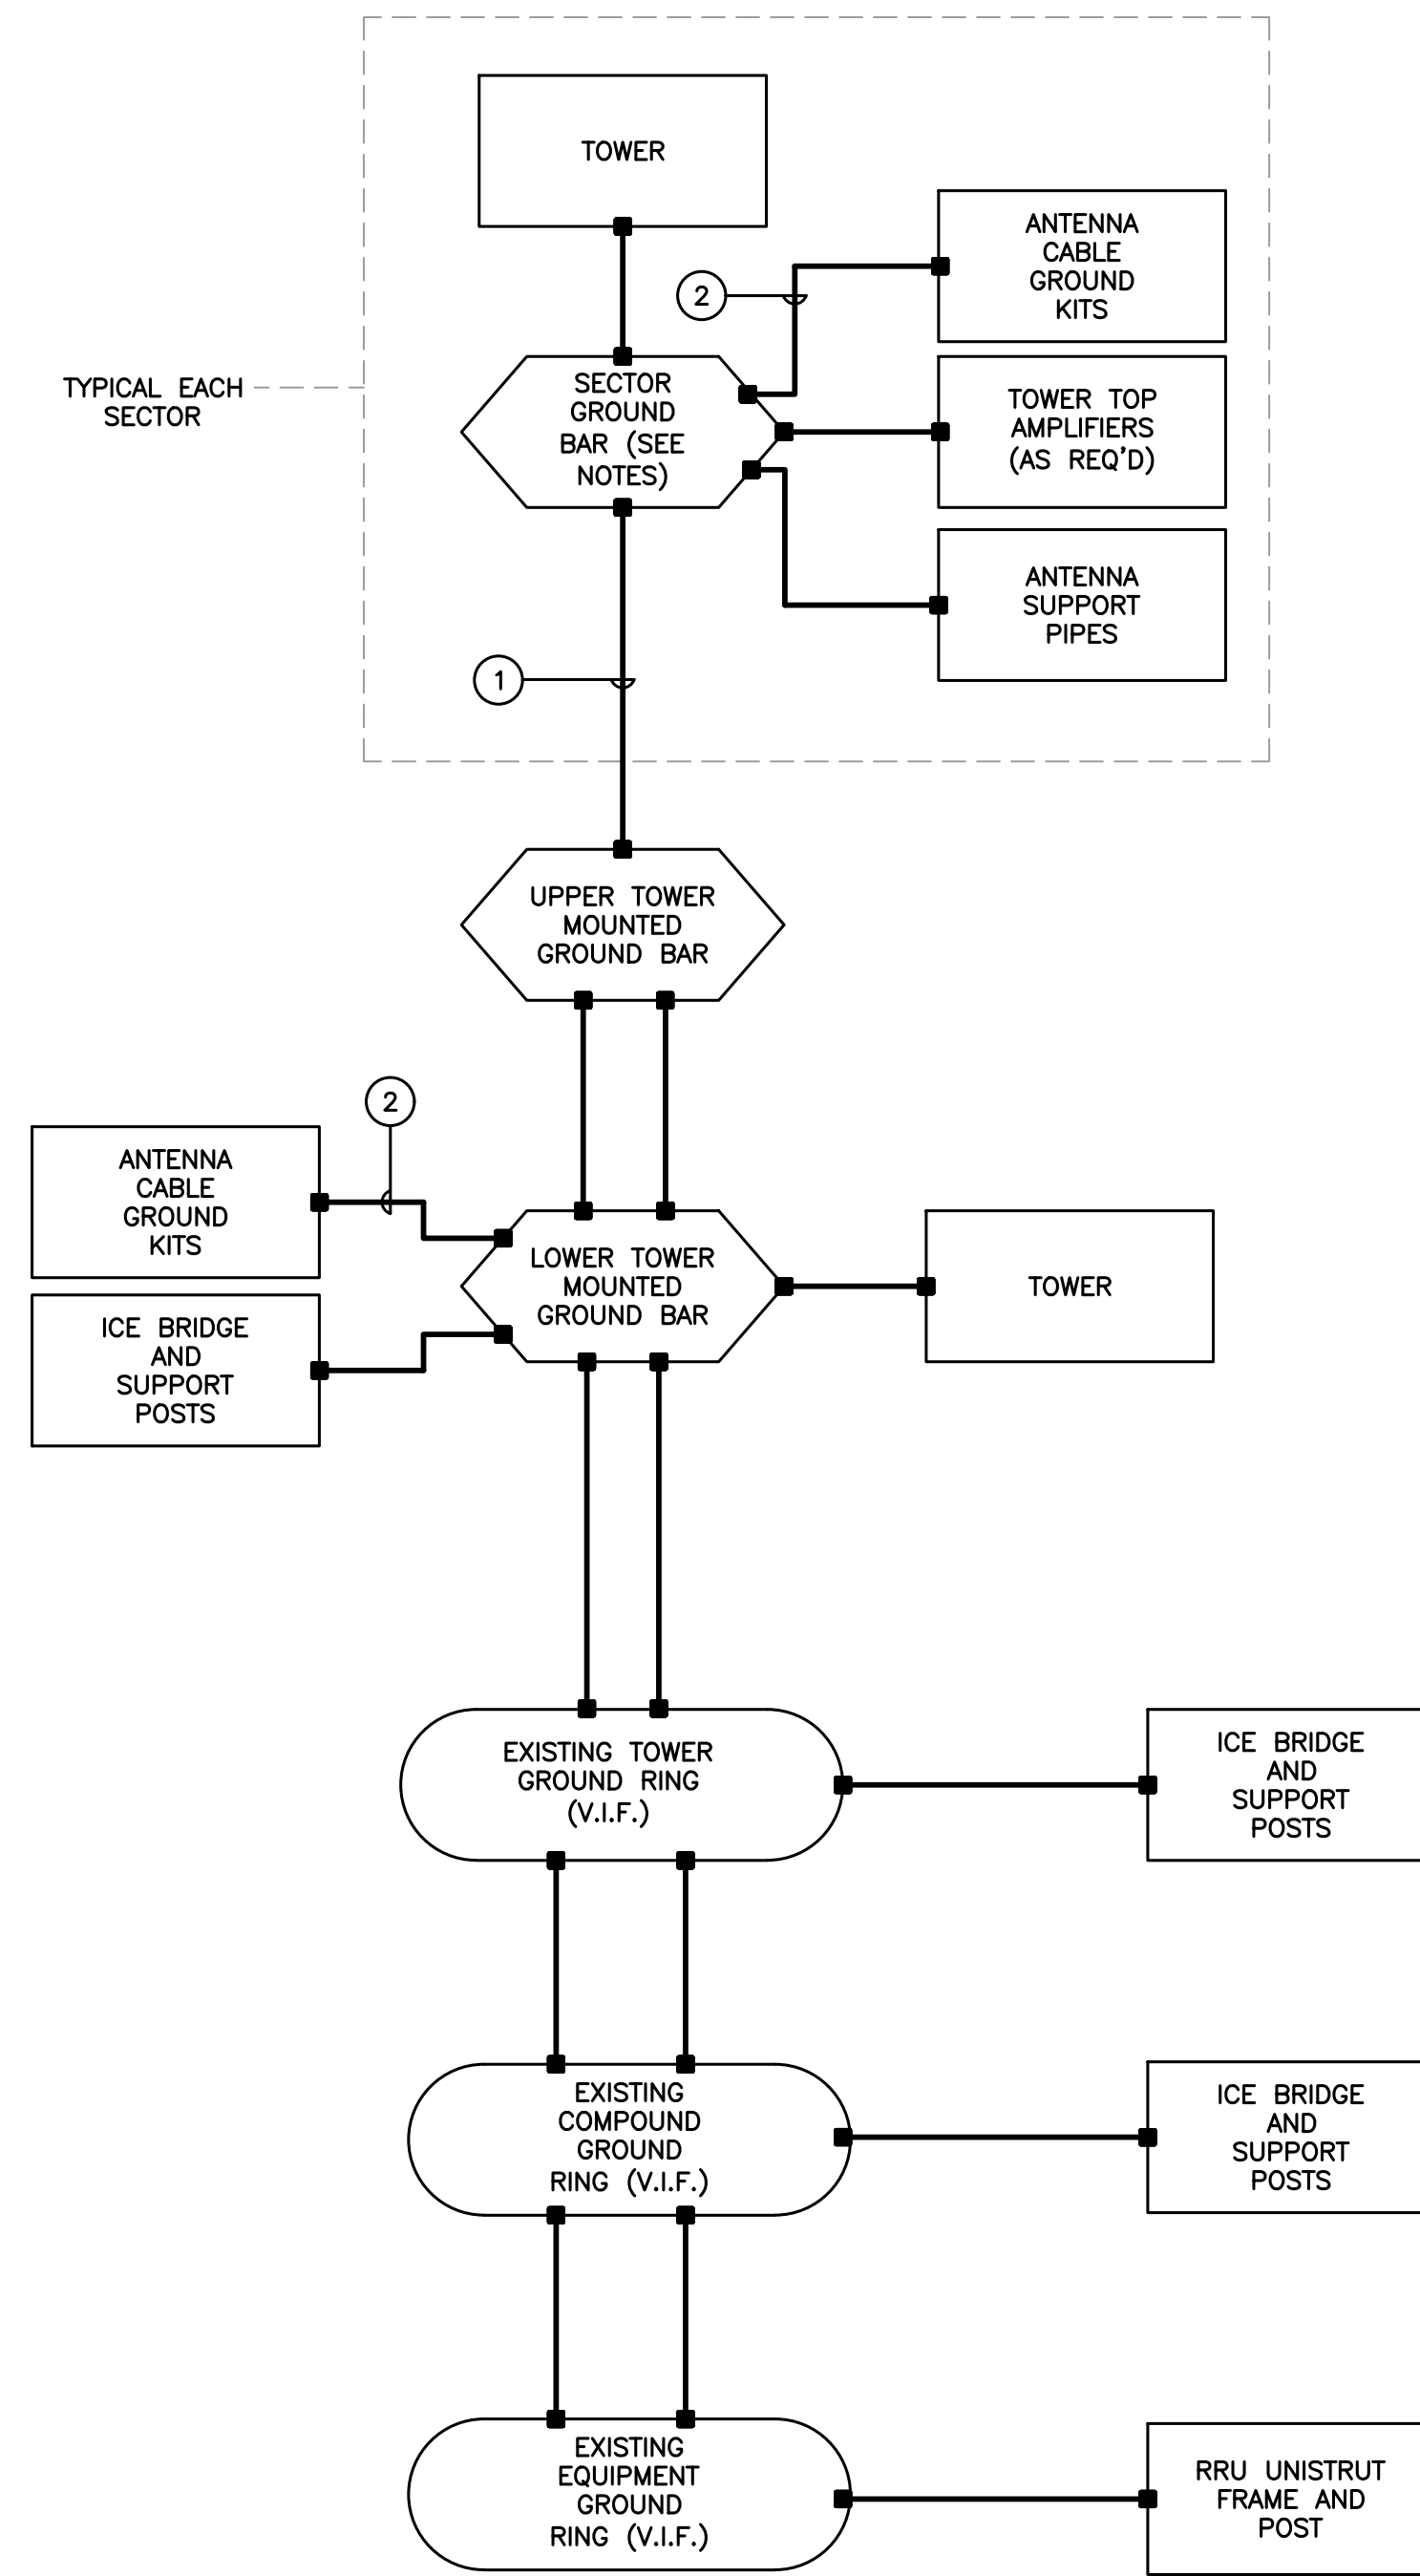 TOWER
ANTENNA
CABLE
GROUND
KITS
2
TYPICAL EACH
SECTOR
SECTOR
GROUND
BAR (SEE
NOTES)
TOWER TOP
AMPLIFIERS
(AS REQ'D)
ANTENNA
SUPPORT
PIPES
1
UPPER TOWER
MOUNTED
GROUND BAR
2
ANTENNA
CABLE
GROUND
KITS
LOWER TOWER
MOUNTED
GROUND BAR
TOWER
ICE BRIDGE
AND
SUPPORT
POSTS
EXISTING TOWER
GROUND RING
(V.I.F.)
ICE BRIDGE
AND
SUPPORT
POSTS
EXISTING
COMPOUND
GROUND
RING (V.I.F.)
ICE BRIDGE
AND
SUPPORT
POSTS
EXISTING
EQUIPMENT
GROUND
RING (V.I.F.)
RRU UNISTRUT
FRAME AND
POST